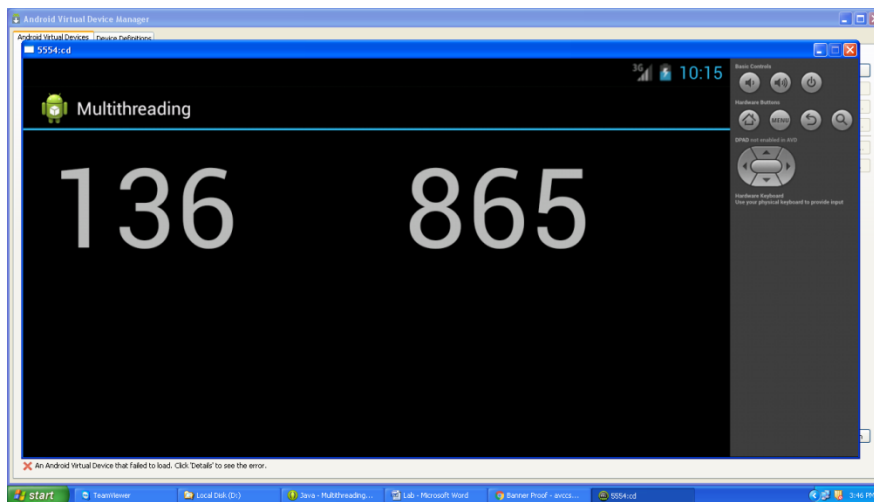 Android Virtual Device Manager
Android Virtual Devices Device Definitions
5554:cd
3G 10:15
Multithreading
136 865
Basic Controls
Hardware Buttons
MENU
DPAD not enabled in AVD
Hardware Keyboard
Use your physical keyboard to provide input
An Android Virtual Device that failed to load. Click 'Details' to see the error.
start TeamViewer Local Disk (D:) Java - Multithreading... Lab - Microsoft Word Banner Proof - avccs... 5554:cd 3:46 PM